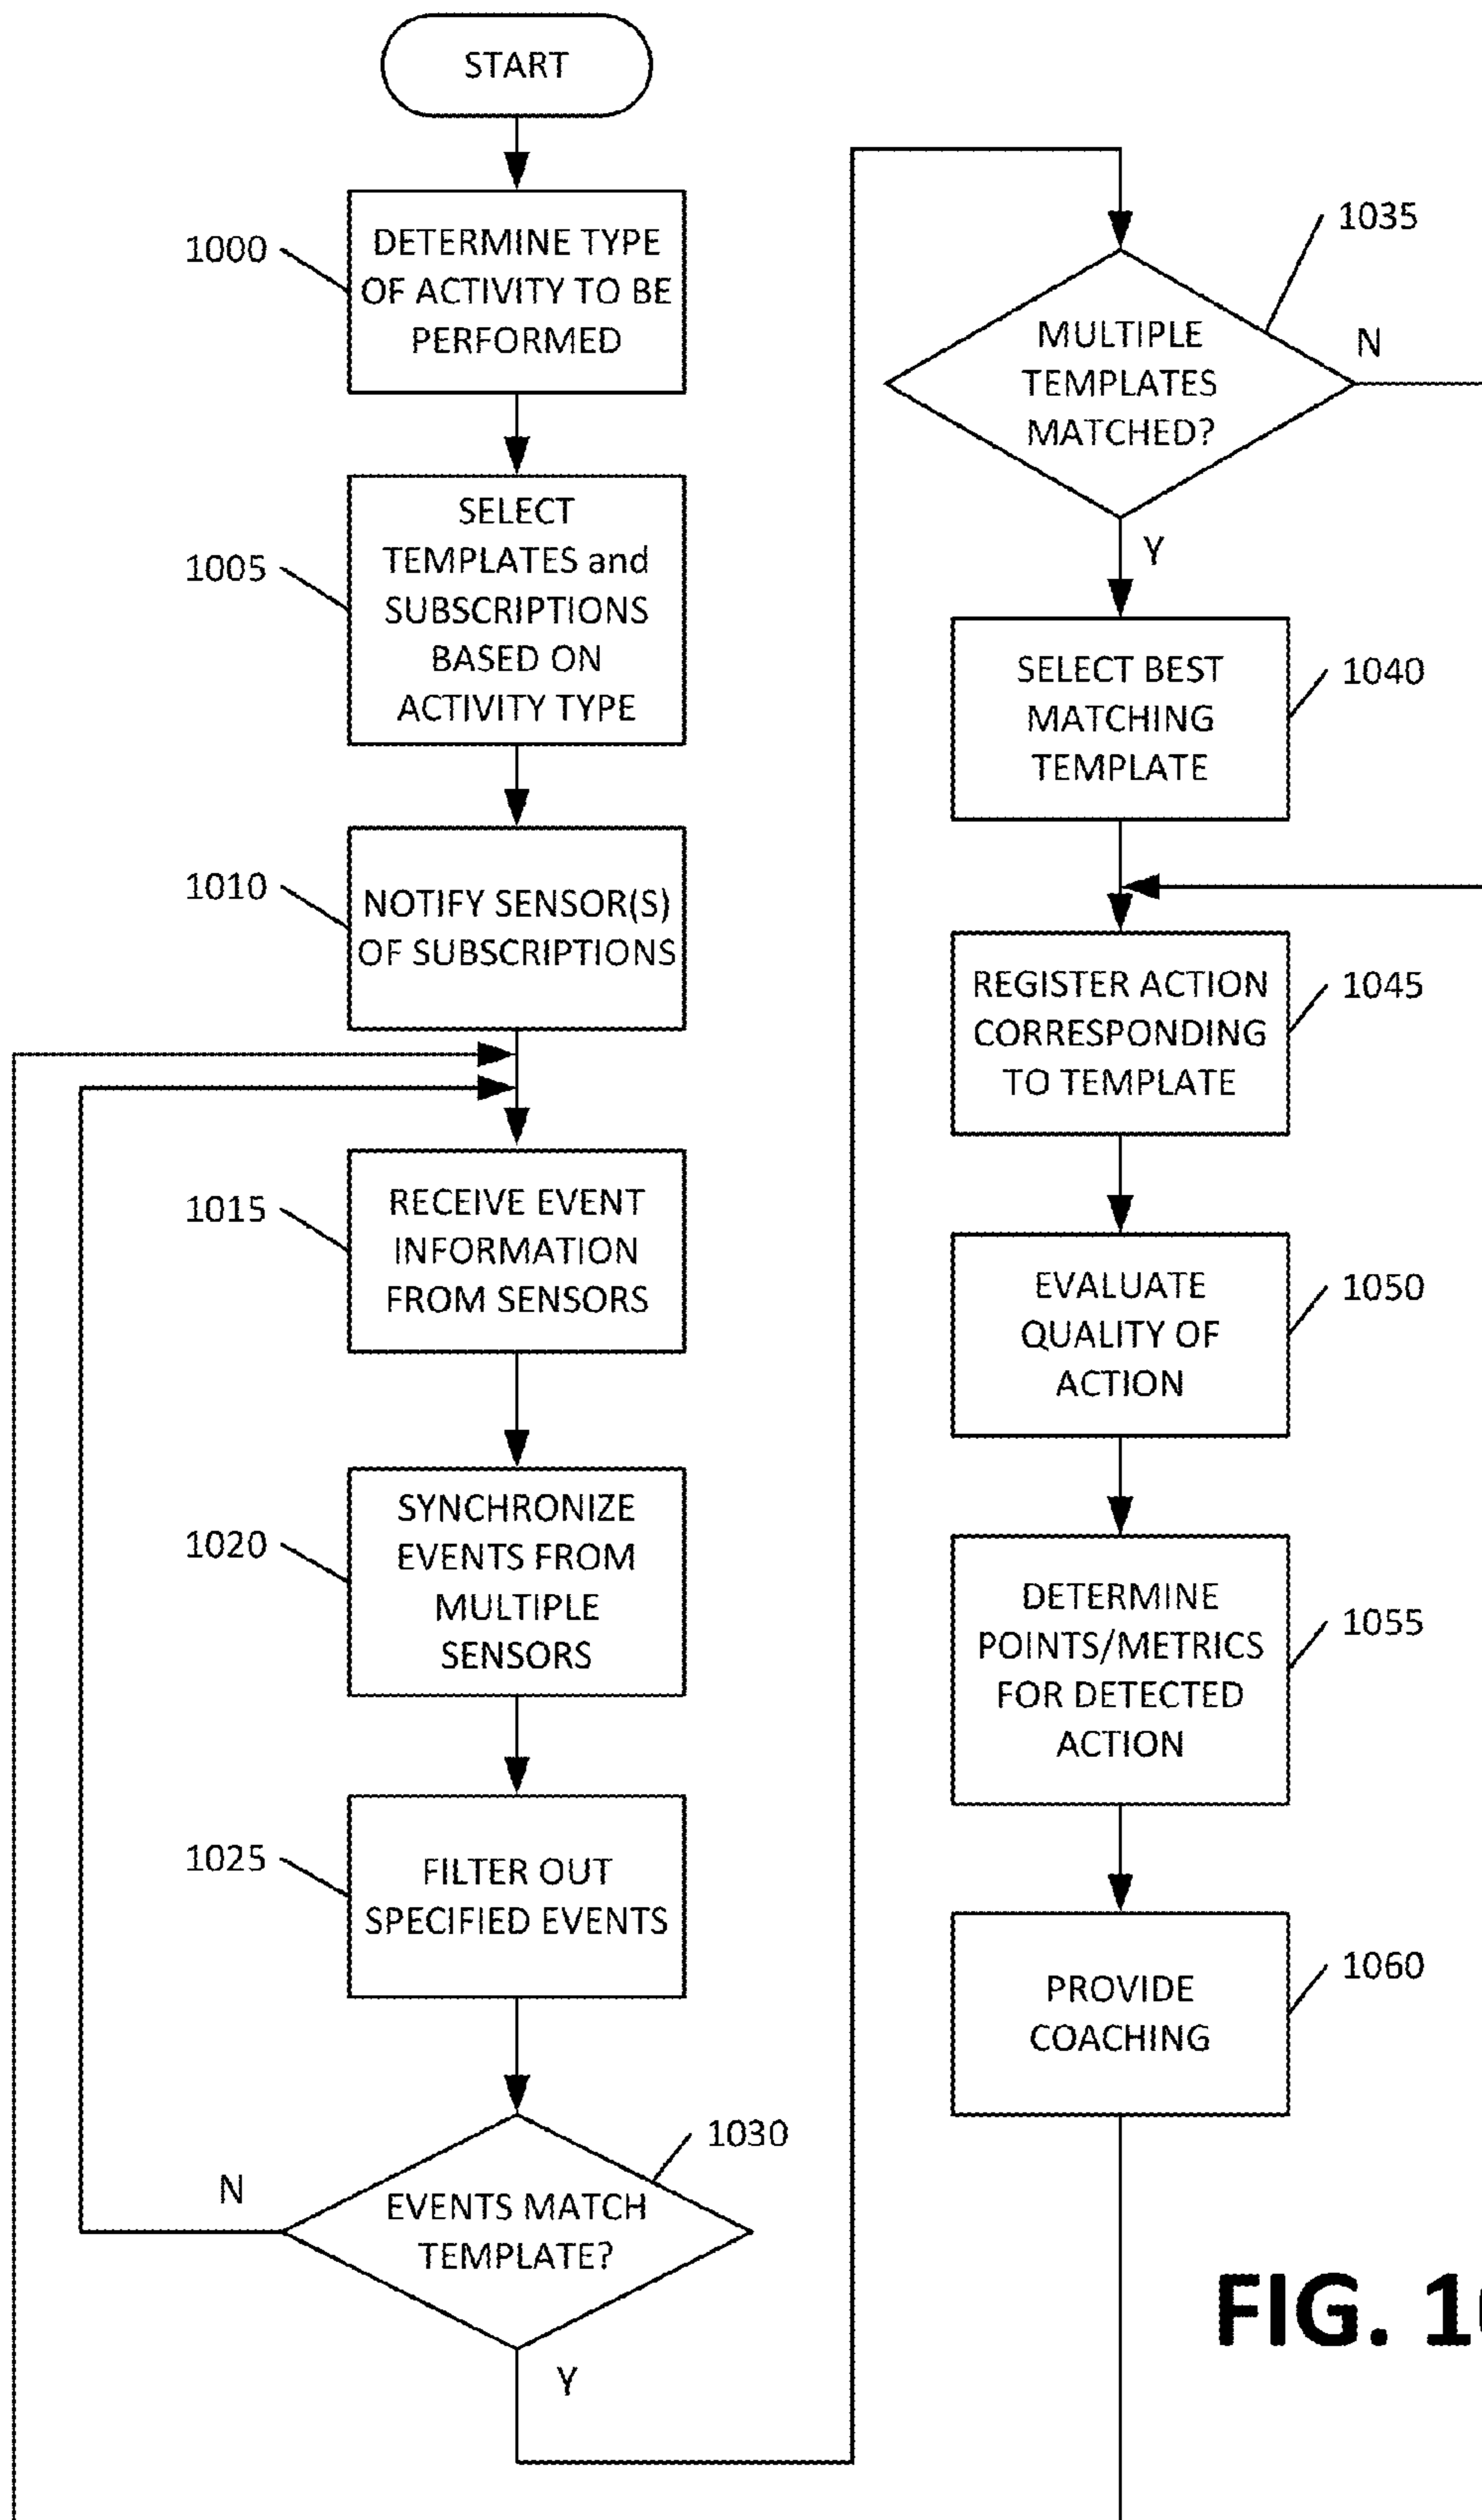 START
1000
DETERMINE TYPE
OF ACTIVITY TO BE
PERFORMED
1005
SELECT
TEMPLATES and
SUBSCRIPTIONS
BASED ON
ACTIVITY TYPE
1010
NOTIFY SENSOR(S)
OF SUBSCRIPTIONS
1015
RECEIVE EVENT
INFORMATION
FROM SENSORS
1020
SYNCHRONIZE
EVENTS FROM
MULTIPLE
SENSORS
1025
FILTER OUT
SPECIFIED EVENTS
1030
N
EVENTS MATCH
TEMPLATE?
Y
1035
MULTIPLE
TEMPLATES
MATCHED?
N
Y
SELECT BEST
MATCHING
TEMPLATE
1040
REGISTER ACTION
CORRESPONDING
TO TEMPLATE
1045
EVALUATE
QUALITY OF
ACTION
1050
DETERMINE
POINTS/METRICS
FOR DETECTED
ACTION
1055
PROVIDE
COACHING
1060
FIG.